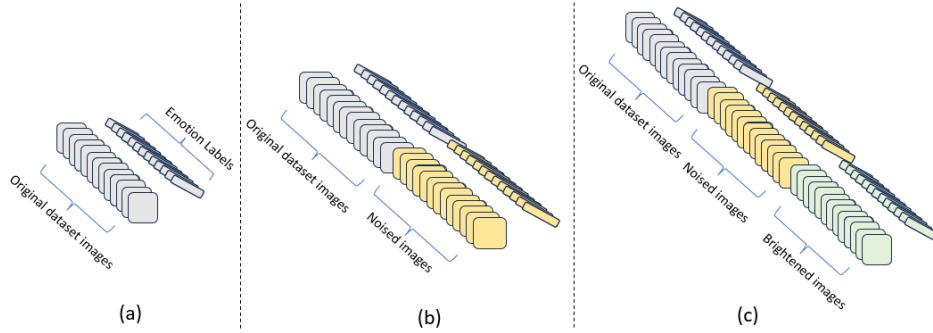 Emotion Labels
Original dataset images
(a)
Original dataset images
Noised images
(b)
Original dataset images
Noised images
Brightened images
(c)